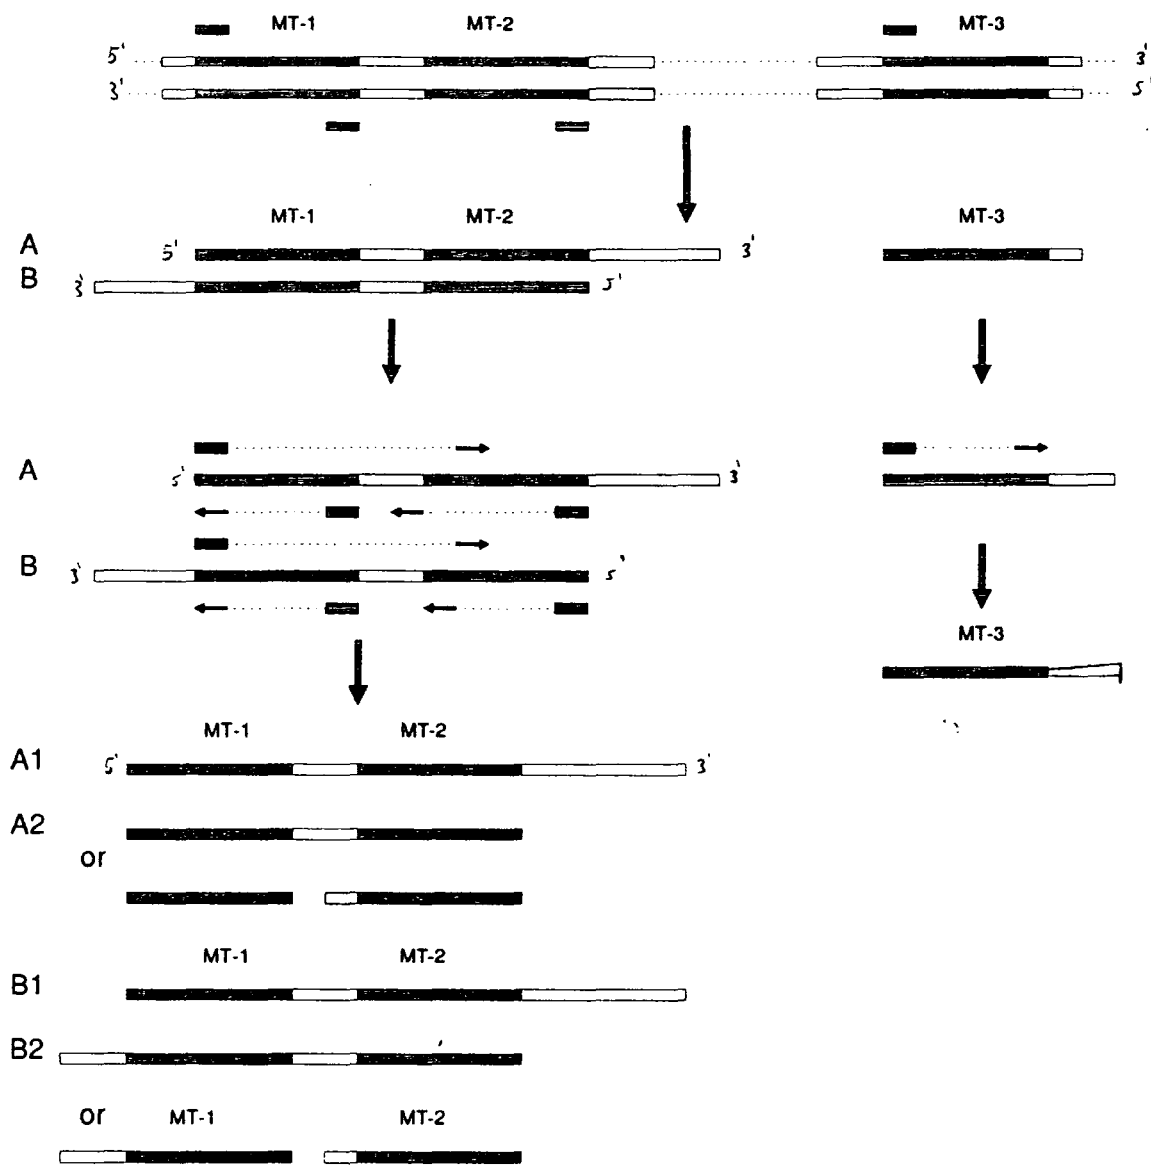 MT-1 MT-2 MT-3
5' 3'
3' 5'
MT-1 MT-2 MT-3
A 5' 3'
B 3' 5'
A 5' 3'
B 3' 5'
MT-3
MT-1 MT-2
A1 5' 3'
A2
or
MT-1 MT-2
B1
B2
or MT-1 MT-2